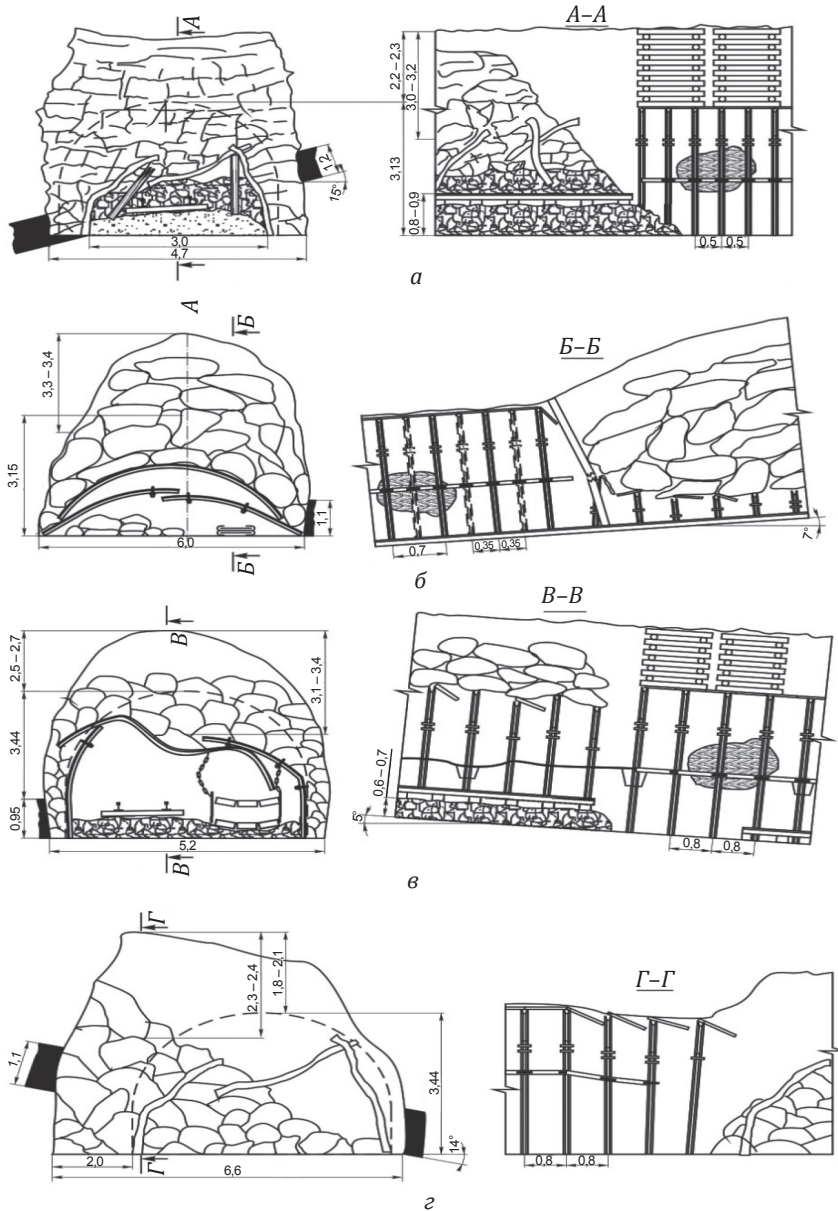 А
А–А
2,2 – 2,3
3,0 – 3,2
3,13
0,8 – 0,9
1,2
15°
3,0
4,7
0,5 0,5
а
А
Б
Б–Б
3,3 – 3,4
3,15
1,1
6,0
Б
0,7
0,35 0,35
7°
б
В
В–В
2,5 – 2,7
3,1 – 3,4
3,44
0,95
5,2
В
0,6 – 0,7
5°
0,8 0,8
в
Г
Г–Г
2,3 – 2,4
1,8 – 2,1
1,1
3,44
14°
2,0
Г
6,6
0,8 0,8
г